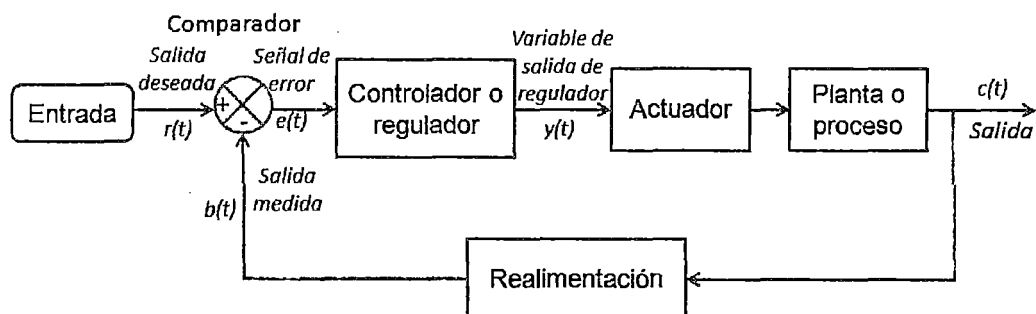 Comparador
Salida
deseada
Señal de
error
Variable de
salida de
regulador
Entrada
+
-
r(t)
e(t)
Controlador o
regulador
y(t)
Actuador
Planta o
proceso
c(t)
Salida
b(t)
Salida
medida
Realimentación